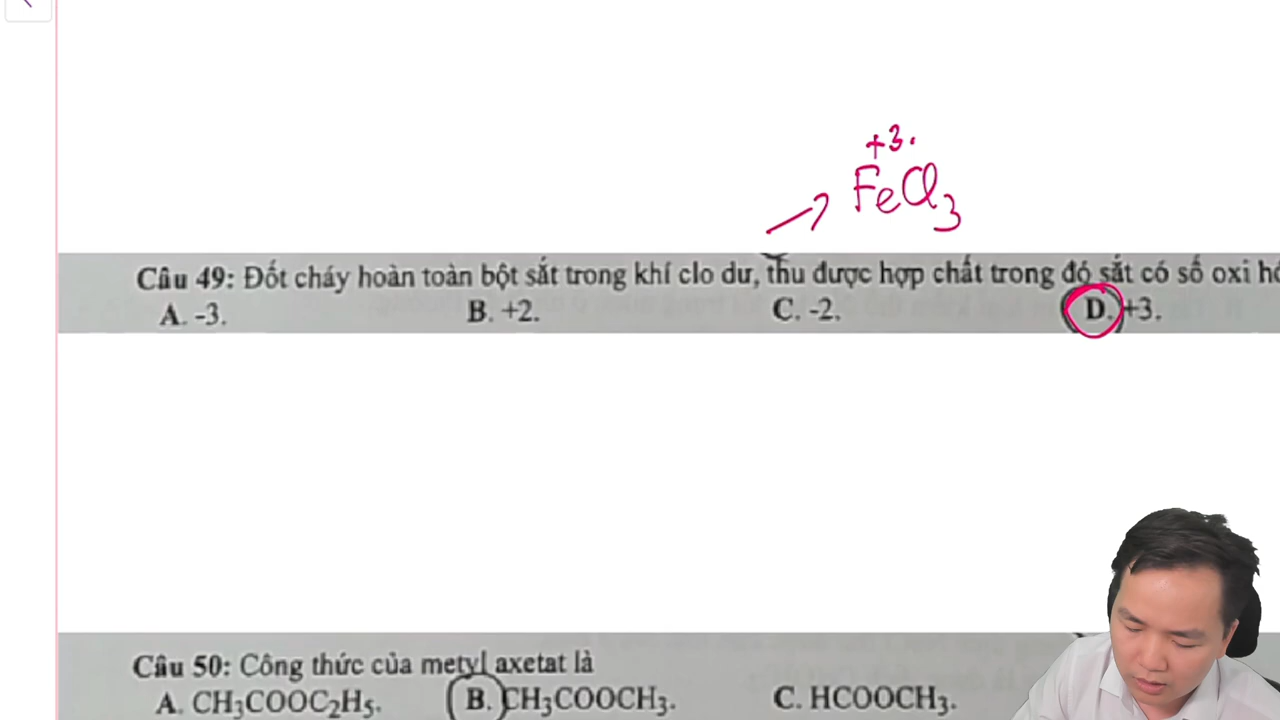 +3.
FeCl3
Câu 49: Đốt cháy hoàn toàn bột sắt trong khí clo dư, thu được hợp chất trong đó sắt có số oxi
A. -3. B. +2. C. -2. D. +3.
Câu 50: Công thức của metyl axetat là
A. CH₃COOC₂H₅. B. CH₃COOCH₃. C. HCOOCH₃.